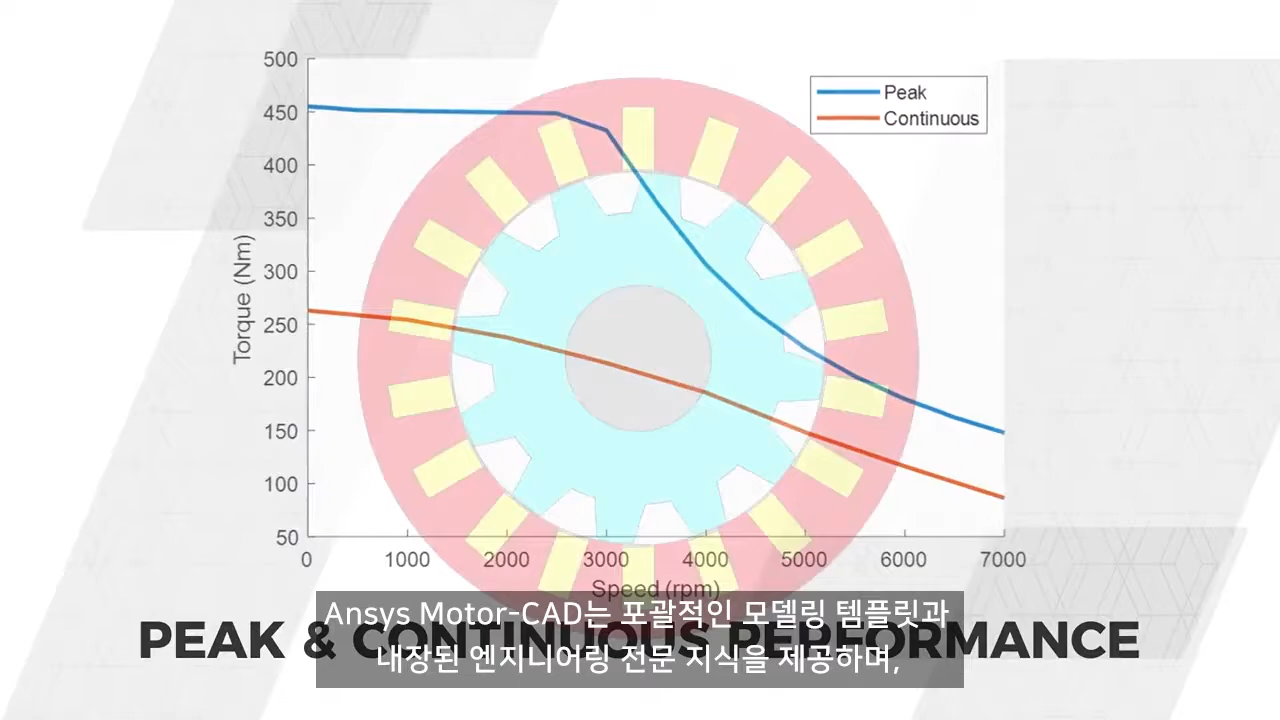 500
450
400
350
300
250
200
150
100
50
Torque (Nm)
Peak
Continuous
0 1000 2000 3000 4000 5000 6000 7000
Speed (rpm)
PEAK & CONTINUOUS PERFORMANCE
Ansys Motor-CAD는 포괄적인 모델링 템플릿과
내장된 엔지니어링 전문 지식을 제공하며,